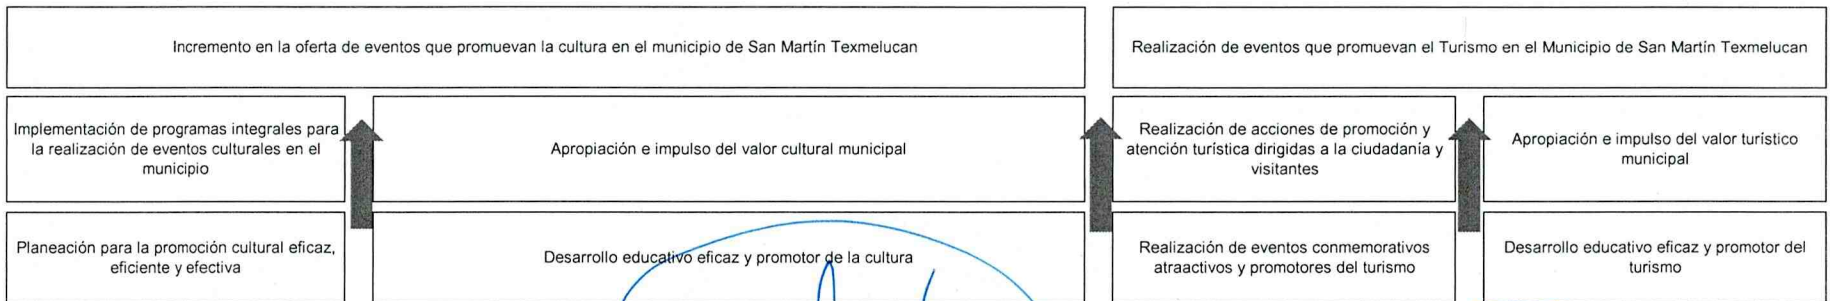 Incremento en la oferta de eventos que promuevan la cultura en el municipio de San Martín Texmelucan
Realización de eventos que promuevan el Turismo en el Municipio de San Martín Texmelucan
Implementación de programas integrales para
la realización de eventos culturales en el
municipio
Apropiación e impulso del valor cultural municipal
Realización de acciones de promoción y
atención turística dirigidas a la ciudadanía y
visitantes
Apropiación e impulso del valor turístico
municipal
Planeación para la promoción cultural eficaz,
eficiente y efectiva
Desarrollo educativo eficaz y promotor de la cultura
Realización de eventos conmemorativos
atraactivos y promotores del turismo
Desarrollo educativo eficaz y promotor del
turismo